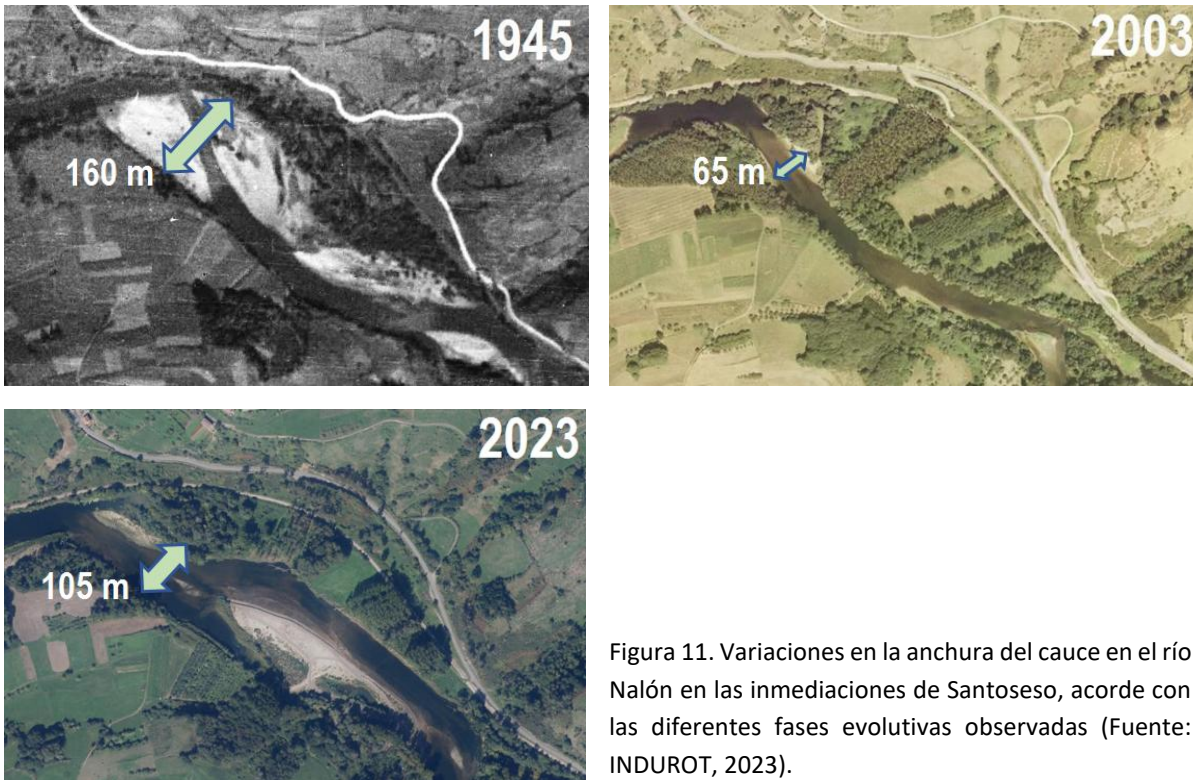 1945
160 m
2003
65 m
2023
105 m
Figura 11. Variaciones en la anchura del cauce en el río
Nalón en las inmediaciones de Santoseso, acorde con
las diferentes fases evolutivas observadas (Fuente:
INDUROT, 2023).